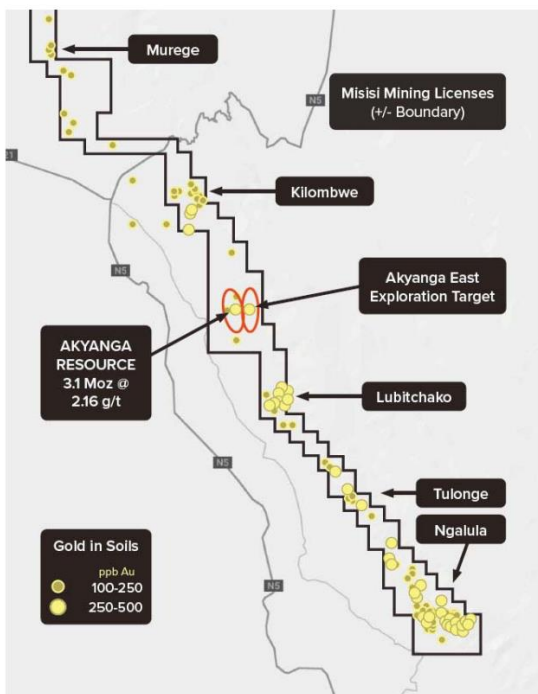 Murege
N5
Misisi Mining Licenses
(+/- Boundary)
Kilombwe
N5
Akyanga East
Exploration Target
AKYANGA
RESOURCE
3.1 Moz @
2.16 g/t
Lubitchako
N5
Tulonge
Ngalula
Gold in Soils
ppb Au
100-250
250-500
N5